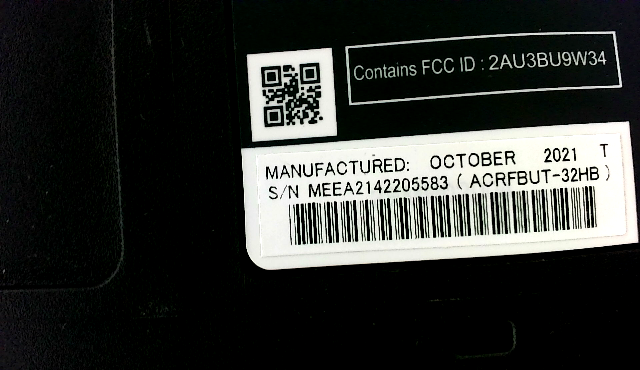 Contains FCC ID : 2AU3BU9W34
MANUFACTURED: OCTOBER 2021 T
S/N MEEA2142205583 ( ACRFBUT-32HB )